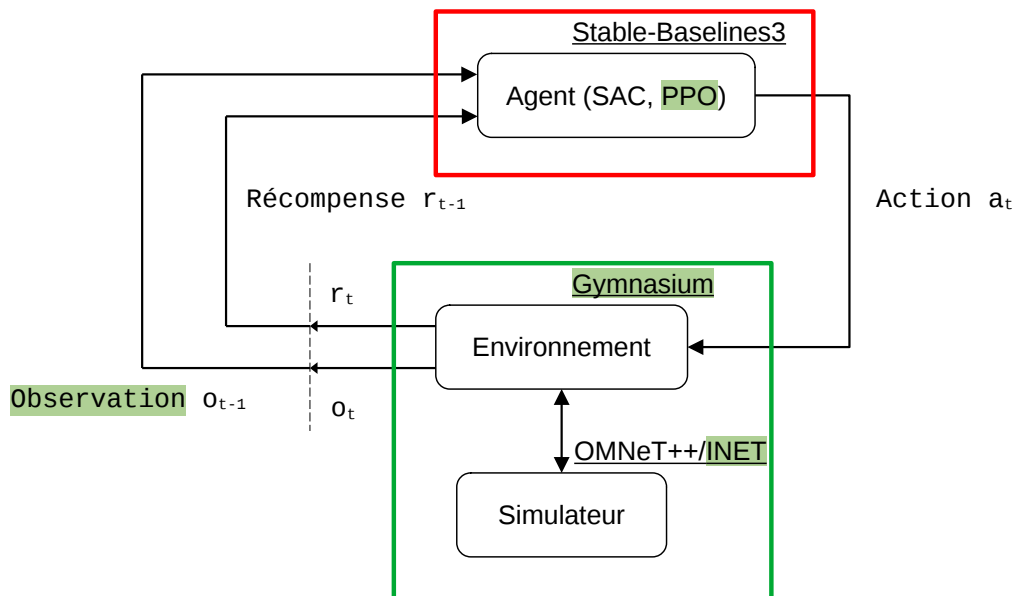 Stable-Baselines3
Agent (SAC, PPO)
Récompense rt-1
Action at
Gymnasium
rt
Environnement
Observation ot-1
ot
OMNeT++/INET
Simulateur